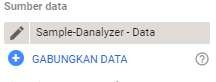 Sumber data
Sample-Danalyzer - Data
GABUNGKAN DATA